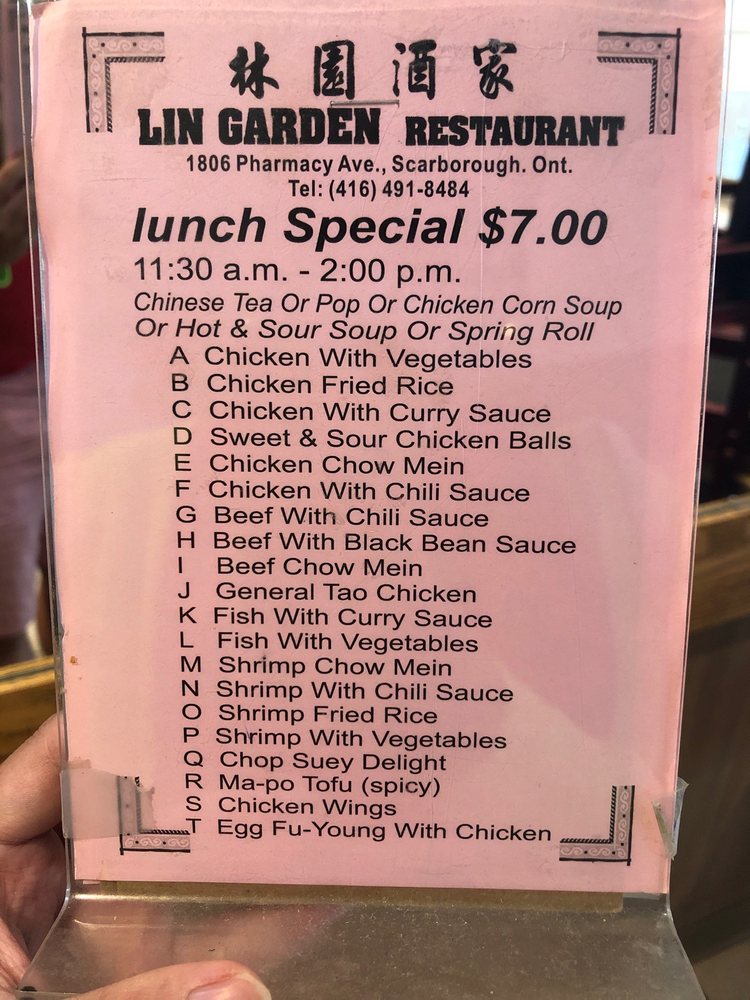 林園酒家
LIN GARDEN RESTAURANT
1806 Pharmacy Ave., Scarborough. Ont.
Tel: (416) 491-8484
lunch Special $7.00
11:30 a.m. - 2:00 p.m.
Chinese Tea Or Pop Or Chicken Corn Soup
Or Hot & Sour Soup Or Spring Roll
A Chicken With Vegetables
B Chicken Fried Rice
C Chicken With Curry Sauce
D Sweet & Sour Chicken Balls
E Chicken Chow Mein
F Chicken With Chili Sauce
G Beef With Chili Sauce
H Beef With Black Bean Sauce
I Beef Chow Mein
J General Tao Chicken
K Fish With Curry Sauce
L Fish With Vegetables
M Shrimp Chow Mein
N Shrimp With Chili Sauce
O Shrimp Fried Rice
P Shrimp With Vegetables
Q Chop Suey Delight
R Ma-po Tofu (spicy)
S Chicken Wings
T Egg Fu-Young With Chicken